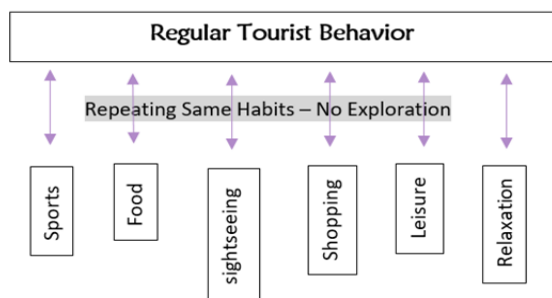 Regular Tourist Behavior
Repeating Same Habits – No Exploration
Sports
Food
sightseeing
Shopping
Leisure
Relaxation